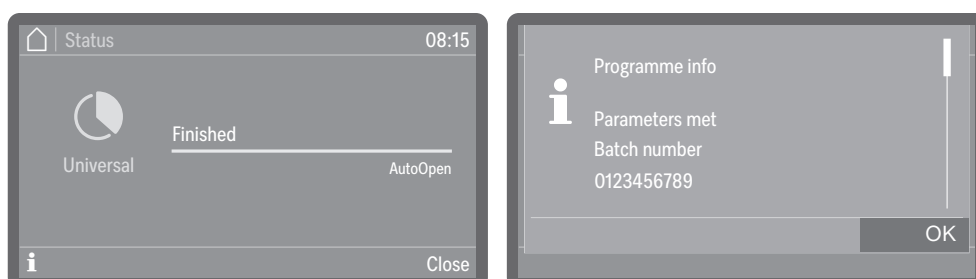 Status
08:15
Finished
Universal
AutoOpen
Close
Programme info
Parameters met
Batch number
0123456789
OK